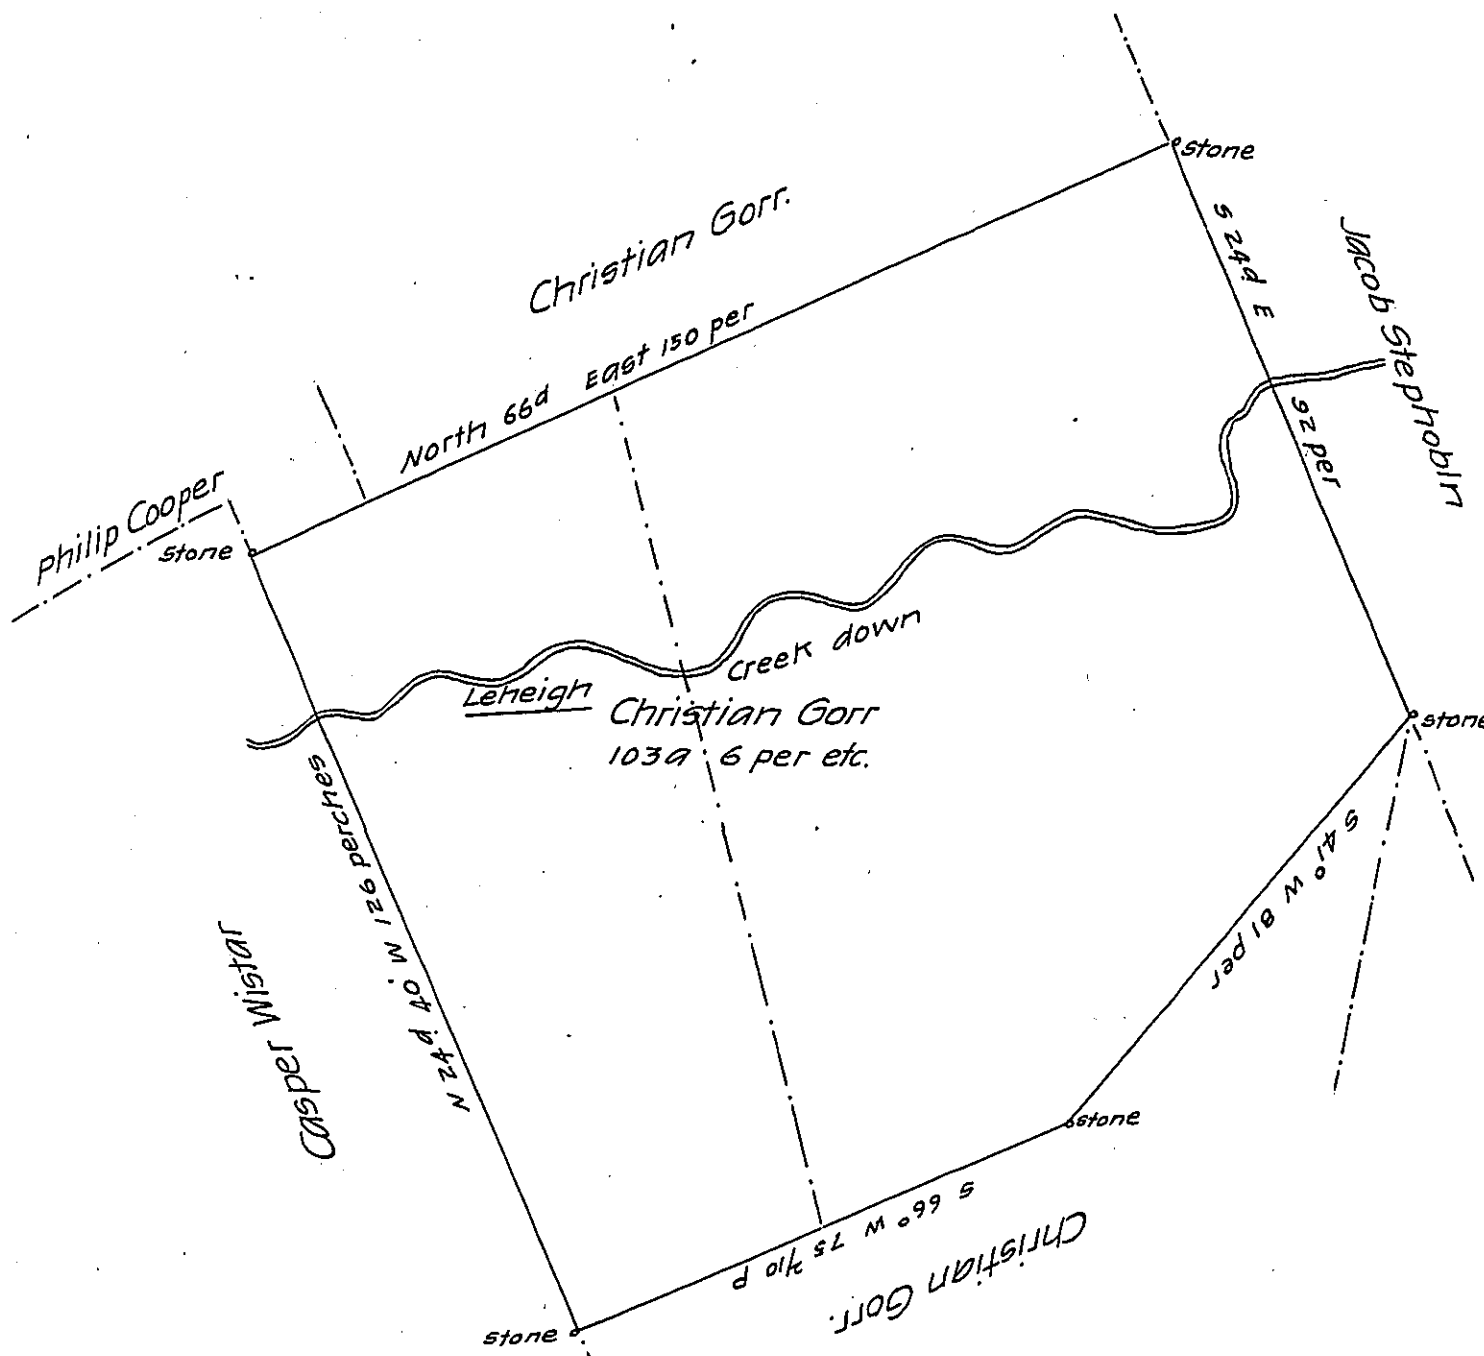 Stone
Christian Gorr.
S 24d E
Jacob Stephobln
North 66d East 150 per
92 per
Philip Cooper
Stone
Creek down
Leheigh
Christian Gorr
103a 6 per etc.
Stone
N 24d. 40' W 126 perches
S 41° W 81 per
Casper Wistar
Stone
S 66° W 75 2/10 P
Christian Gorr.
Stone